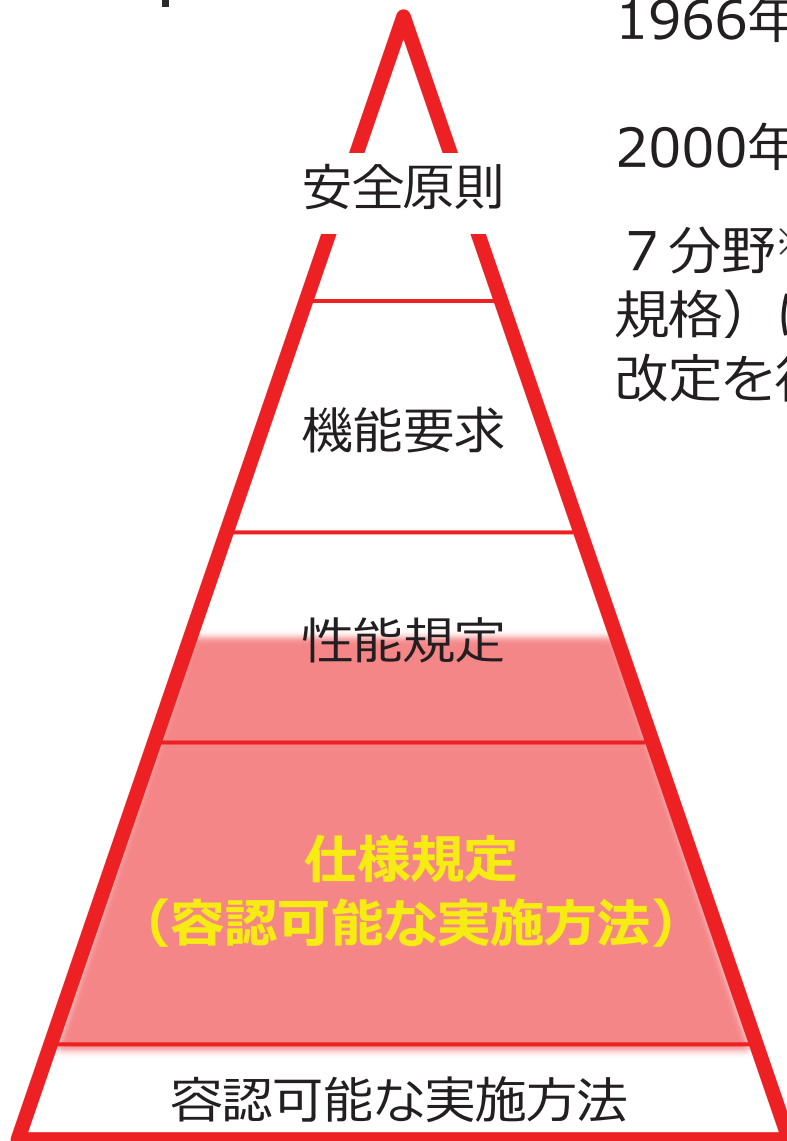 1966年
2000年
７分野※
規格）
改定を
安全原則
機能要求
性能規定
仕様規定
（容認可能な実施方法）
容認可能な実施方法